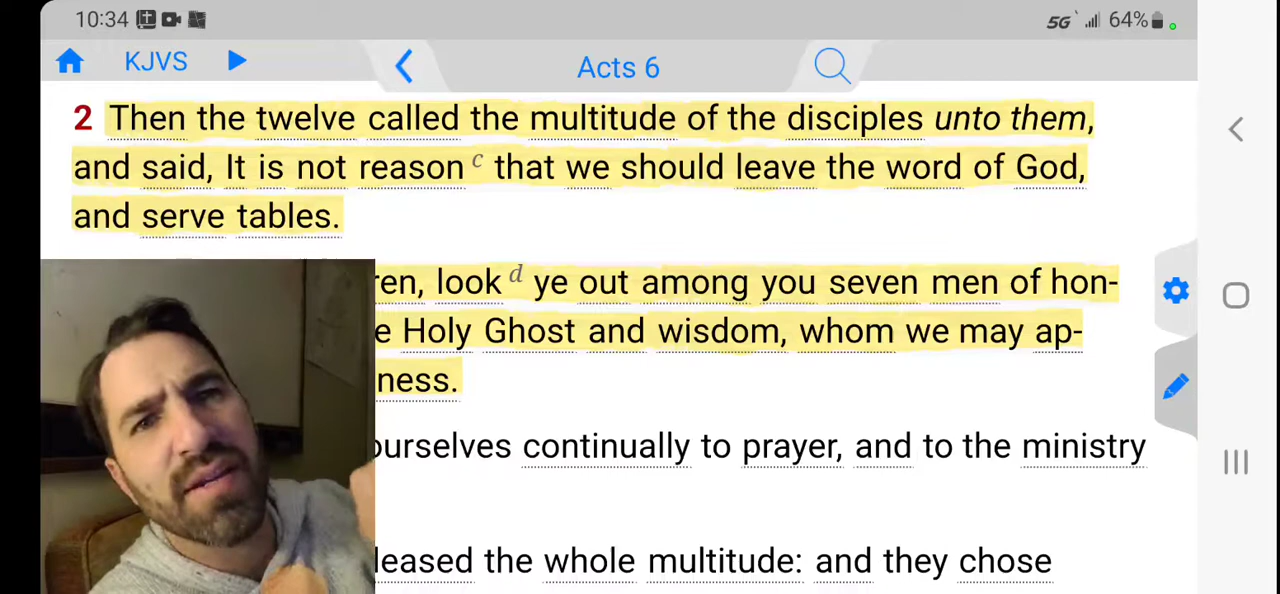 10:34 5G 64%
KJVS Acts 6
2 Then the twelve called the multitude of the disciples unto them,
and said, It is not reason c that we should leave the word of God,
and serve tables.
ren, look d ye out among you seven men of hon-
e Holy Ghost and wisdom, whom we may ap-
ness.
ourselves continually to prayer, and to the ministry
leased the whole multitude: and they chose